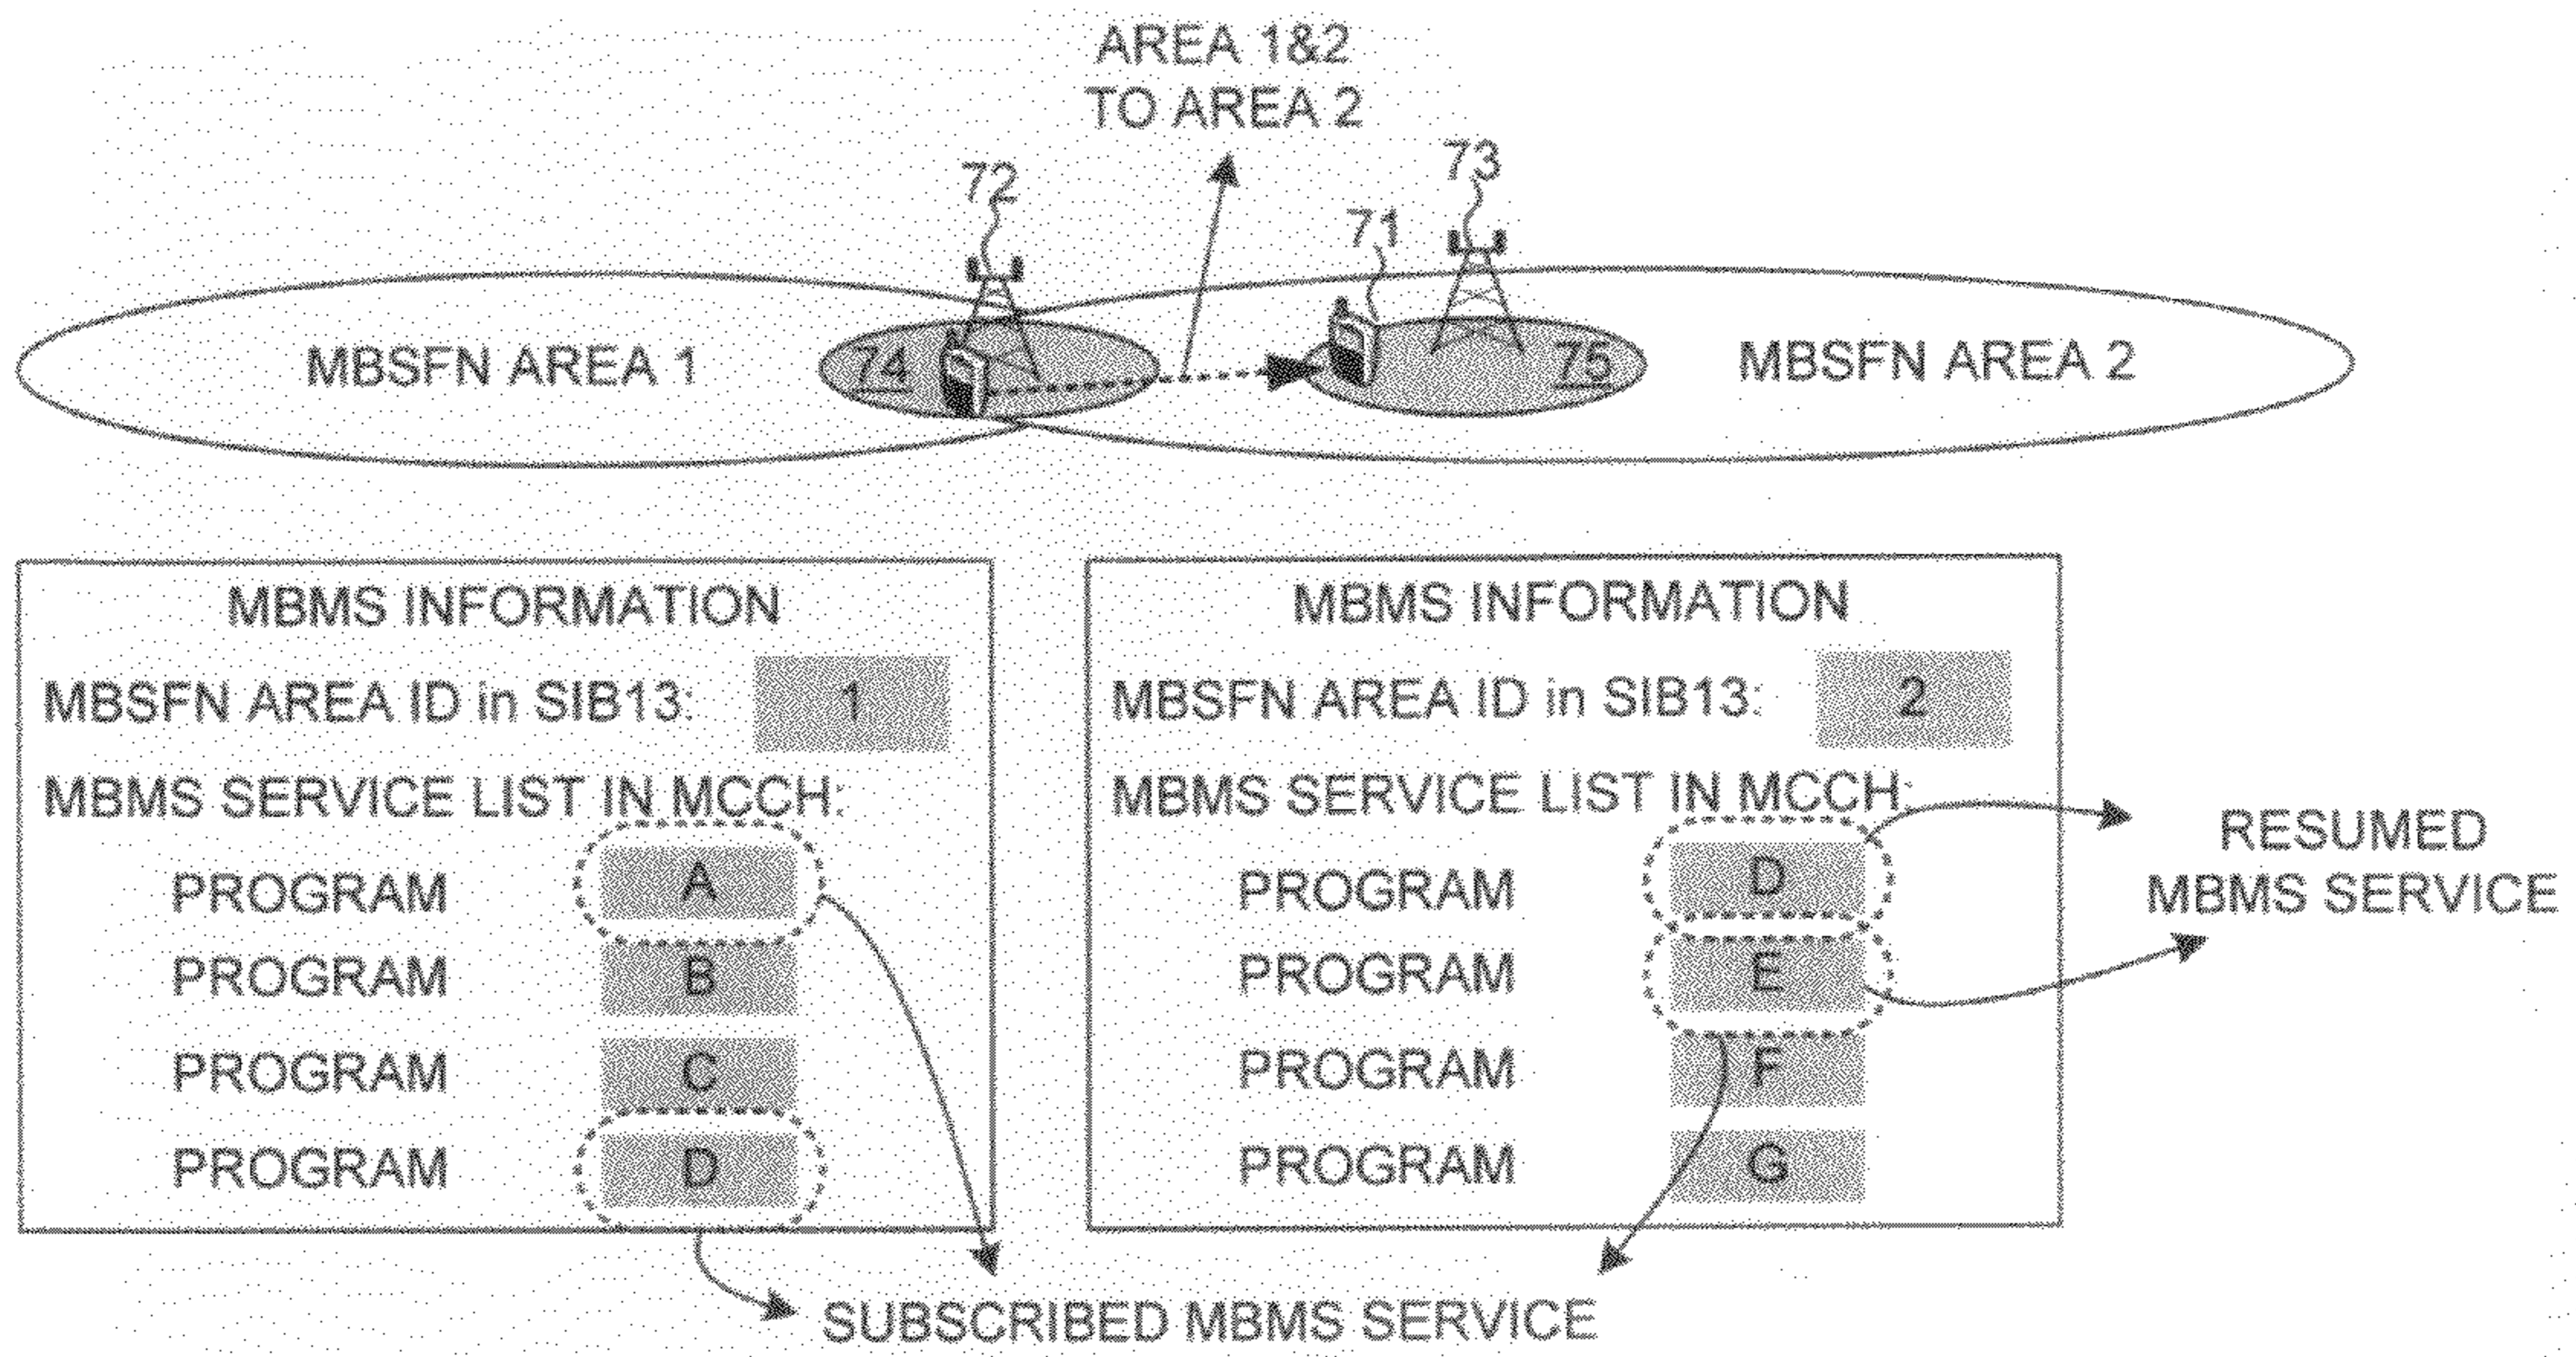 AREA 1&2
TO AREA 2
72
73
71
MBSFN AREA 1
74
75
MBSFN AREA 2
MBMS INFORMATION
MBSFN AREA ID in SIB13: 1
MBMS SERVICE LIST IN MCCH:
PROGRAM A
PROGRAM B
PROGRAM C
PROGRAM D
MBMS INFORMATION
MBSFN AREA ID in SIB13: 2
MBMS SERVICE LIST IN MCCH:
PROGRAM D
PROGRAM E
PROGRAM F
PROGRAM G
RESUMED
MBMS SERVICE
SUBSCRIBED MBMS SERVICE